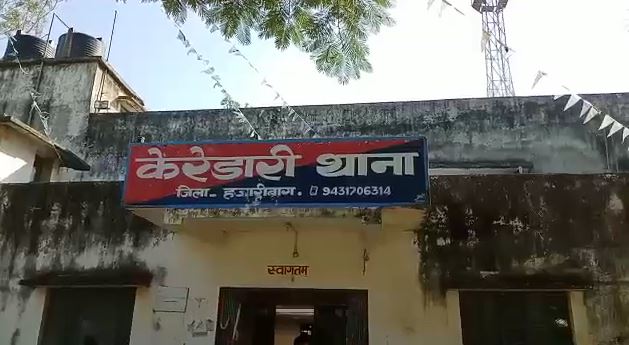 केरेडारी थाना
जिला- हजारीबाग. 9431706314
स्वागतम